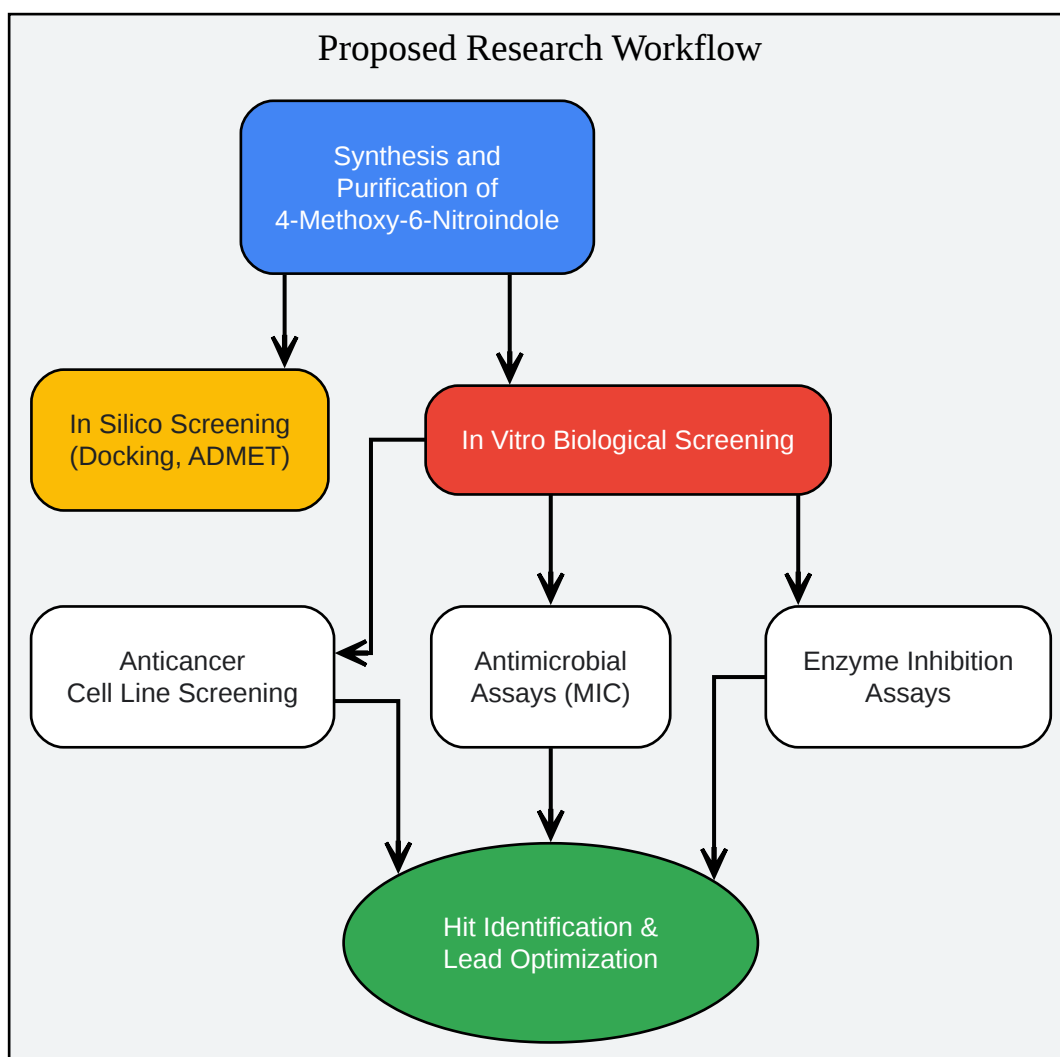 Proposed Research Workflow
Synthesis and
Purification of
4-Methoxy-6-Nitroindole
In Silico Screening
(Docking, ADMET)
In Vitro Biological Screening
Anticancer
Cell Line Screening
Antimicrobial
Assays (MIC)
Enzyme Inhibition
Assays
Hit Identification &
Lead Optimization